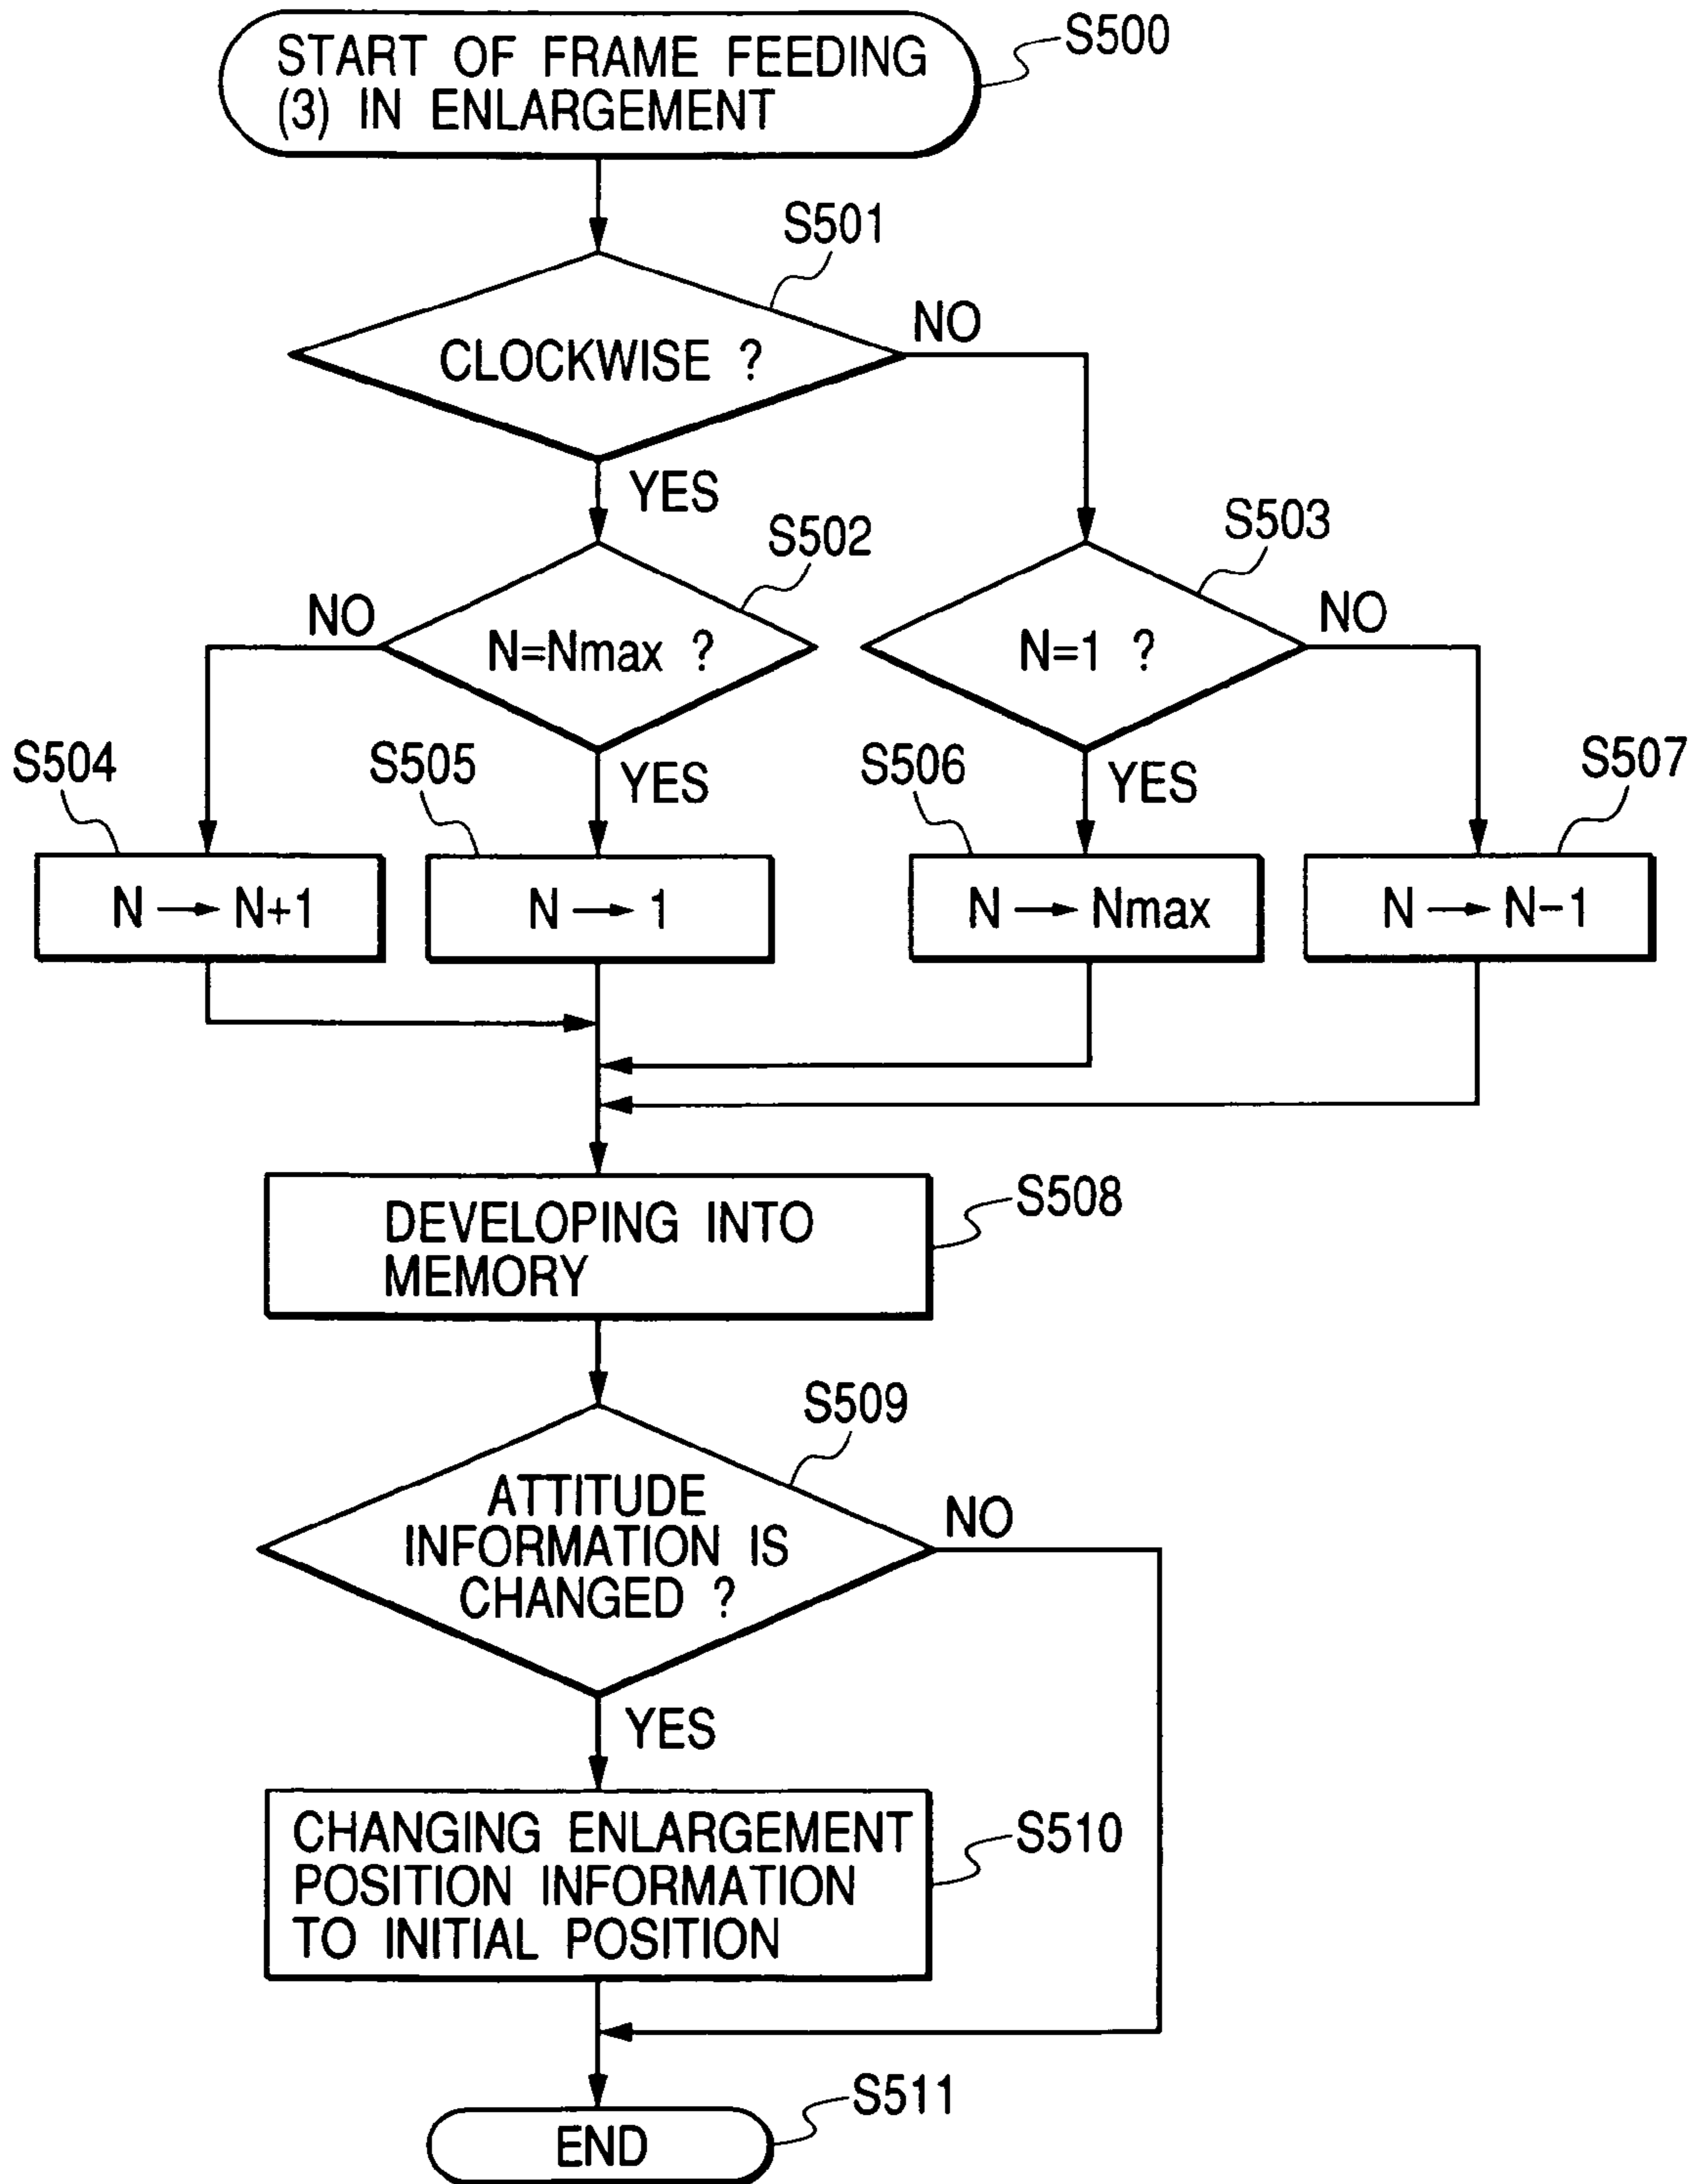 START OF FRAME FEEDING
(3) IN ENLARGEMENT
S500
S501
CLOCKWISE ?
NO
YES
S502
S503
NO
N=Nmax ?
N=1 ?
NO
S504
S505
YES
S506
YES
S507
N → N+1
N → 1
N → Nmax
N → N-1
DEVELOPING INTO
MEMORY
S508
S509
ATTITUDE
INFORMATION IS
CHANGED ?
NO
YES
CHANGING ENLARGEMENT
POSITION INFORMATION
TO INITIAL POSITION
S510
S511
END